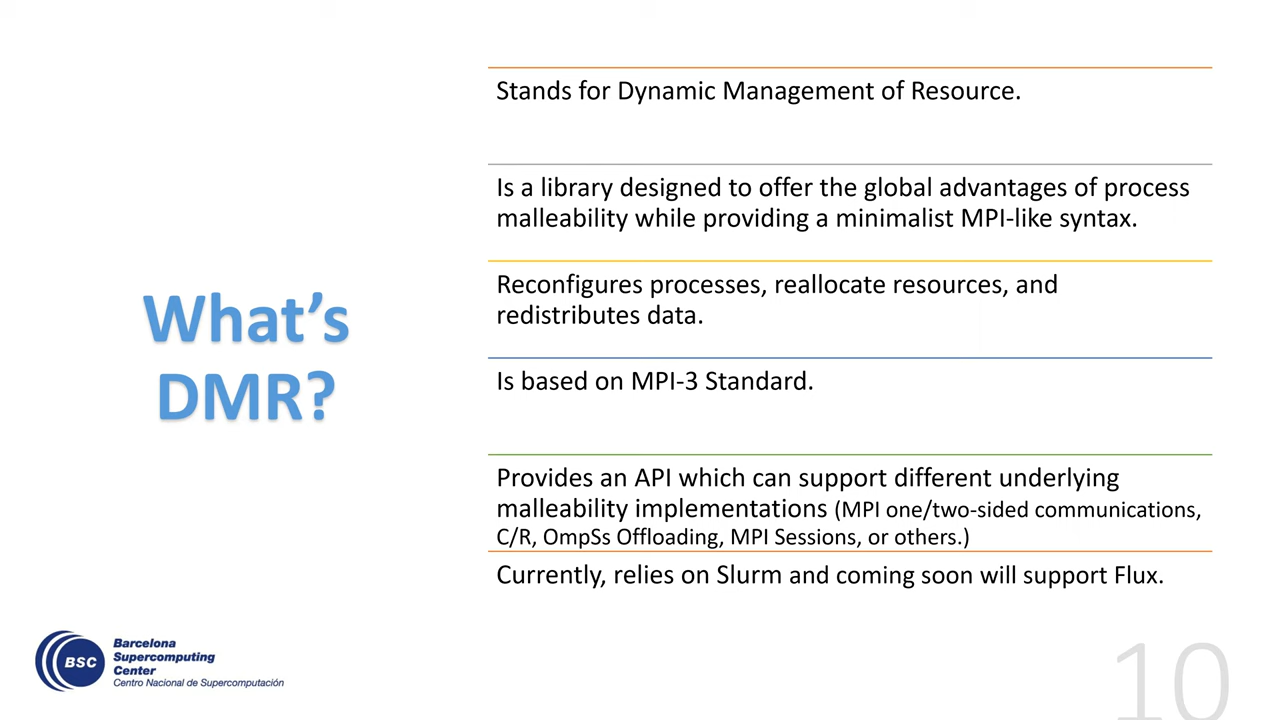 What's
DMR?
Stands for Dynamic Management of Resource.
Is a library designed to offer the global advantages of process
malleability while providing a minimalist MPI-like syntax.
Reconfigures processes, reallocate resources, and
redistributes data.
Is based on MPI-3 Standard.
Provides an API which can support different underlying
malleability implementations (MPI one/two-sided communications,
C/R, OmpSs Offloading, MPI Sessions, or others.)
Currently, relies on Slurm and coming soon will support Flux.
BSC
Barcelona
Supercomputing
Center
Centro Nacional de Supercomputación
10